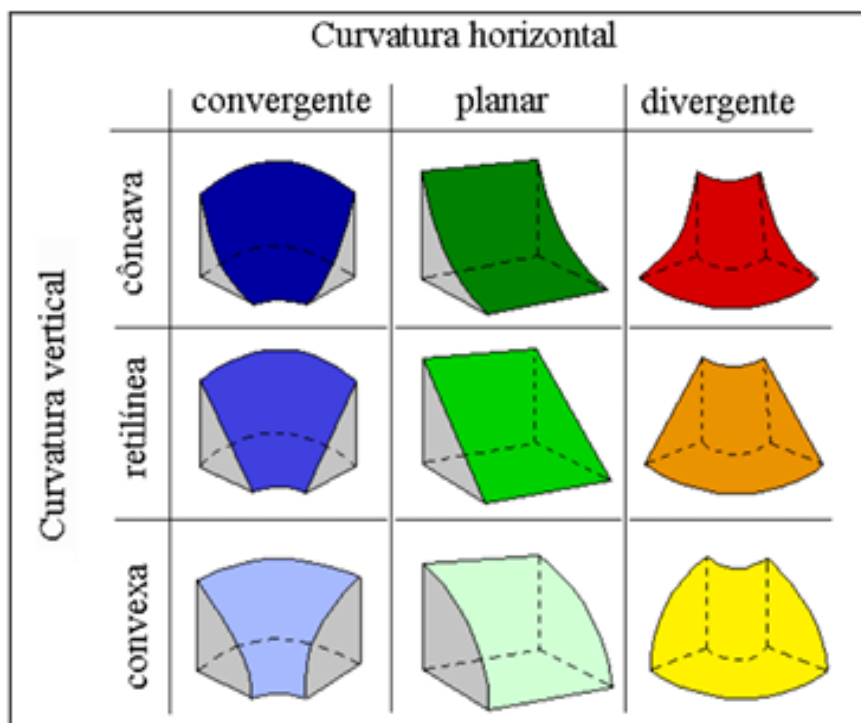 Curvatura horizontal
convergente planar divergente
Curvatura vertical
côncava
retilínea
convexa